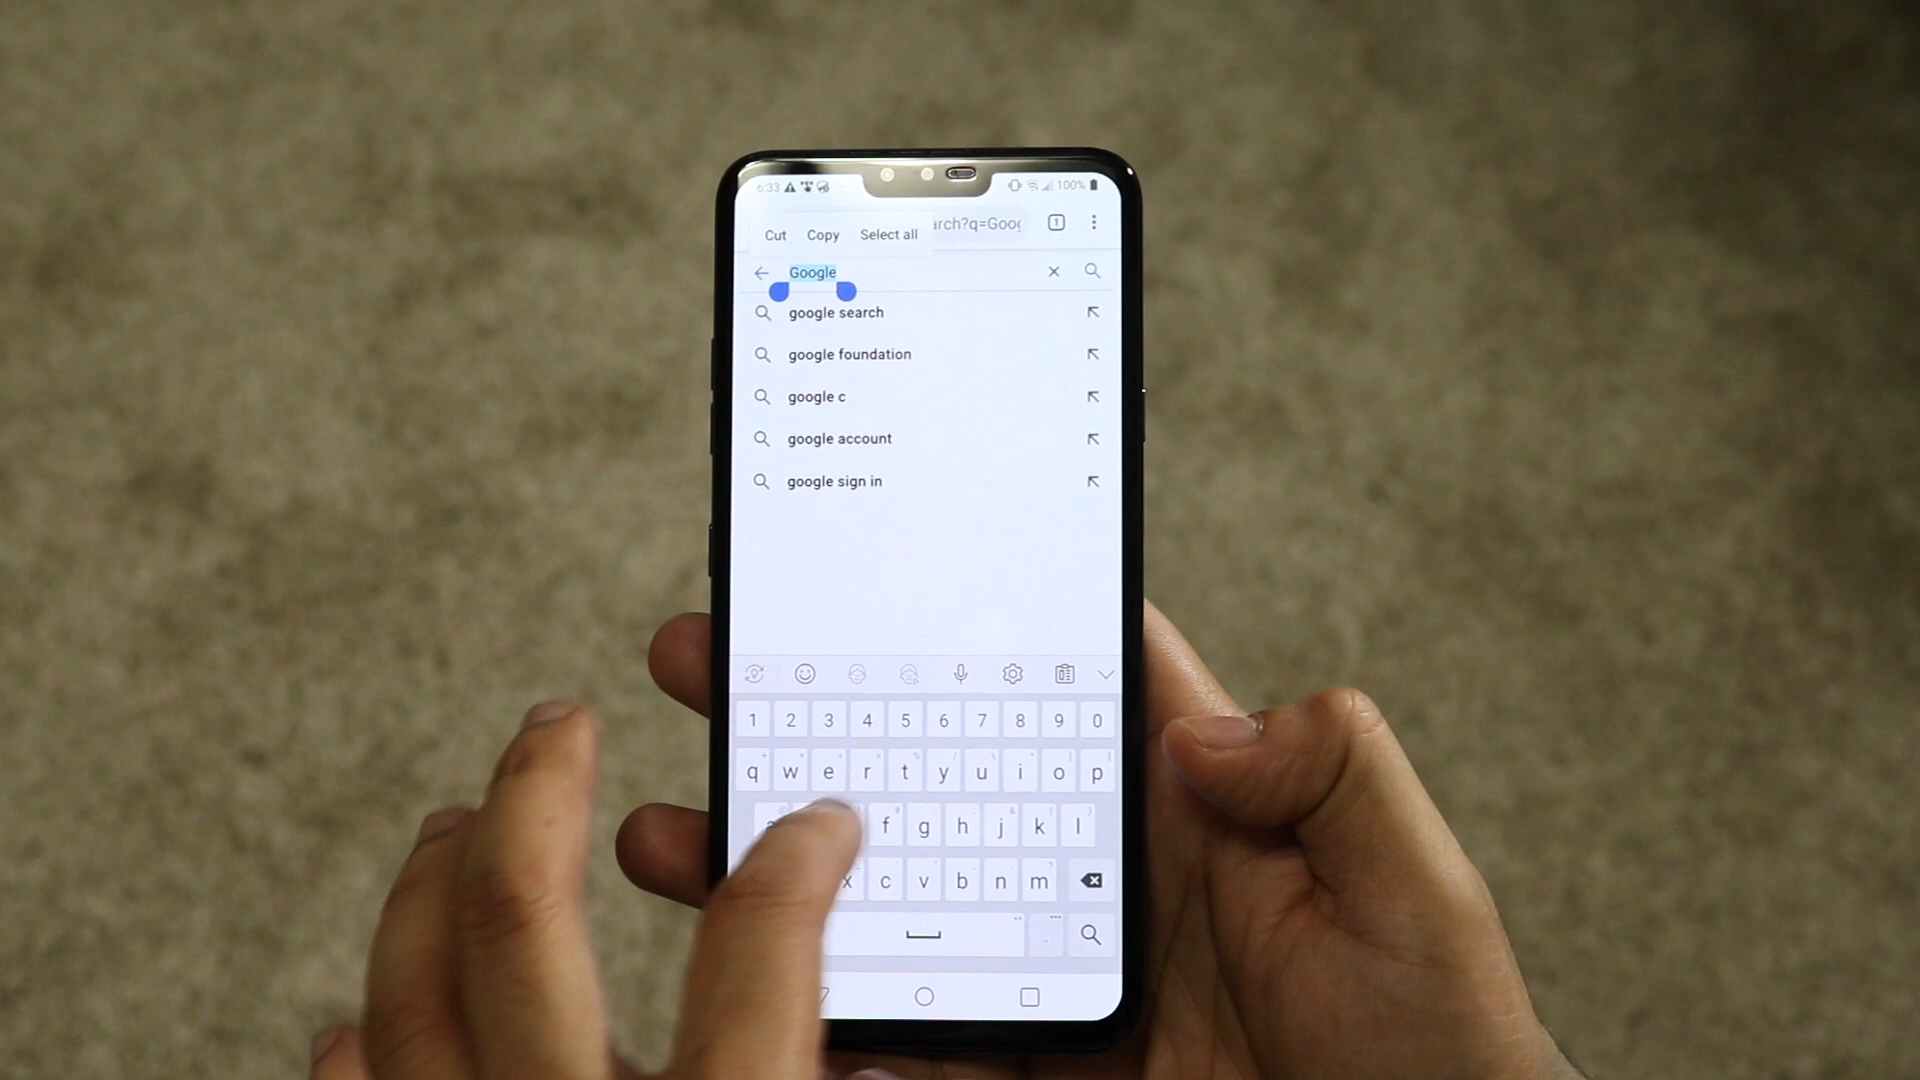 6:33 100%
arch?q=Goog 1
Cut Copy Select all
Google
google search
google foundation
google c
google account
google sign in
1 2 3 4 5 6 7 8 9 0
q w e r t y u i o p
f g h j k l
x c v b n m